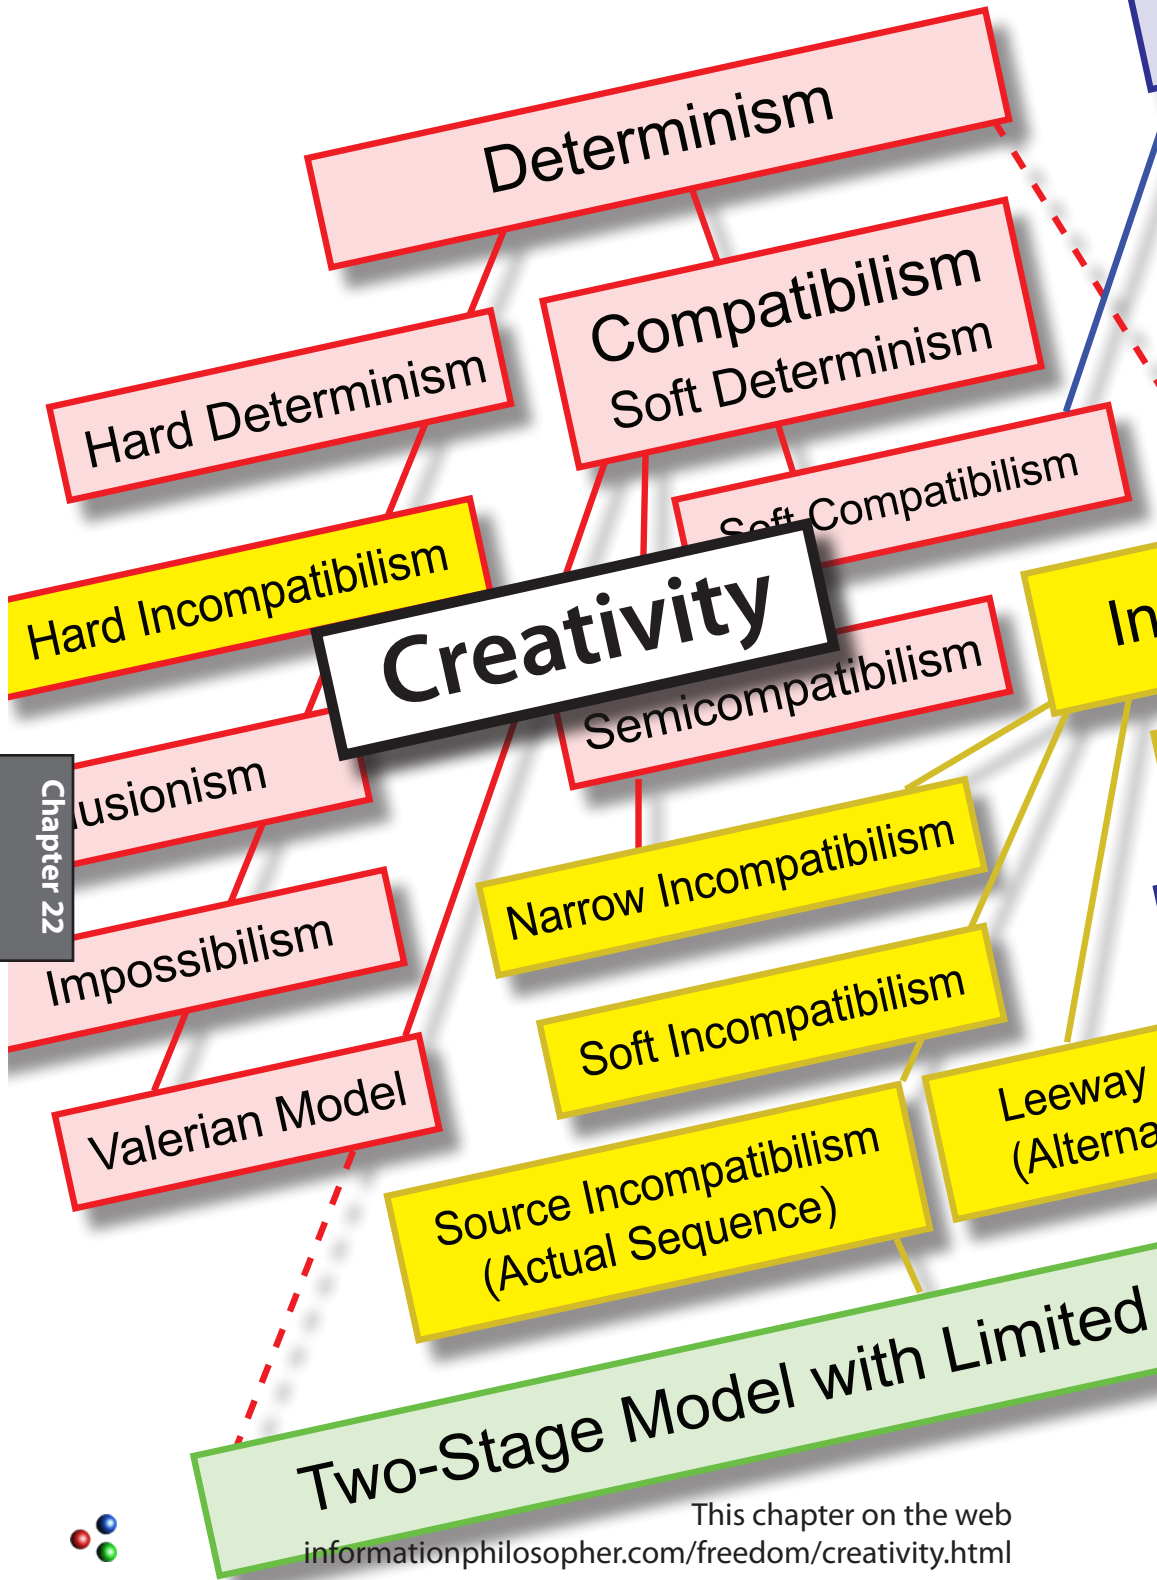 Determinism
Compatibilism
Soft Determinism
Hard Determinism
Soft Compatibilism
Hard Incompatibilism
Creativity
In
Semicompatibilism
lusionism
Chapter 22
Narrow Incompatibilism
Impossibilism
Soft Incompatibilism
Leeway
(Alterna
Valerian Model
Source Incompatibilism
(Actual Sequence)
Two-Stage Model with Limited
This chapter on the web
informationphilosopher.com/freedom/creativity.html